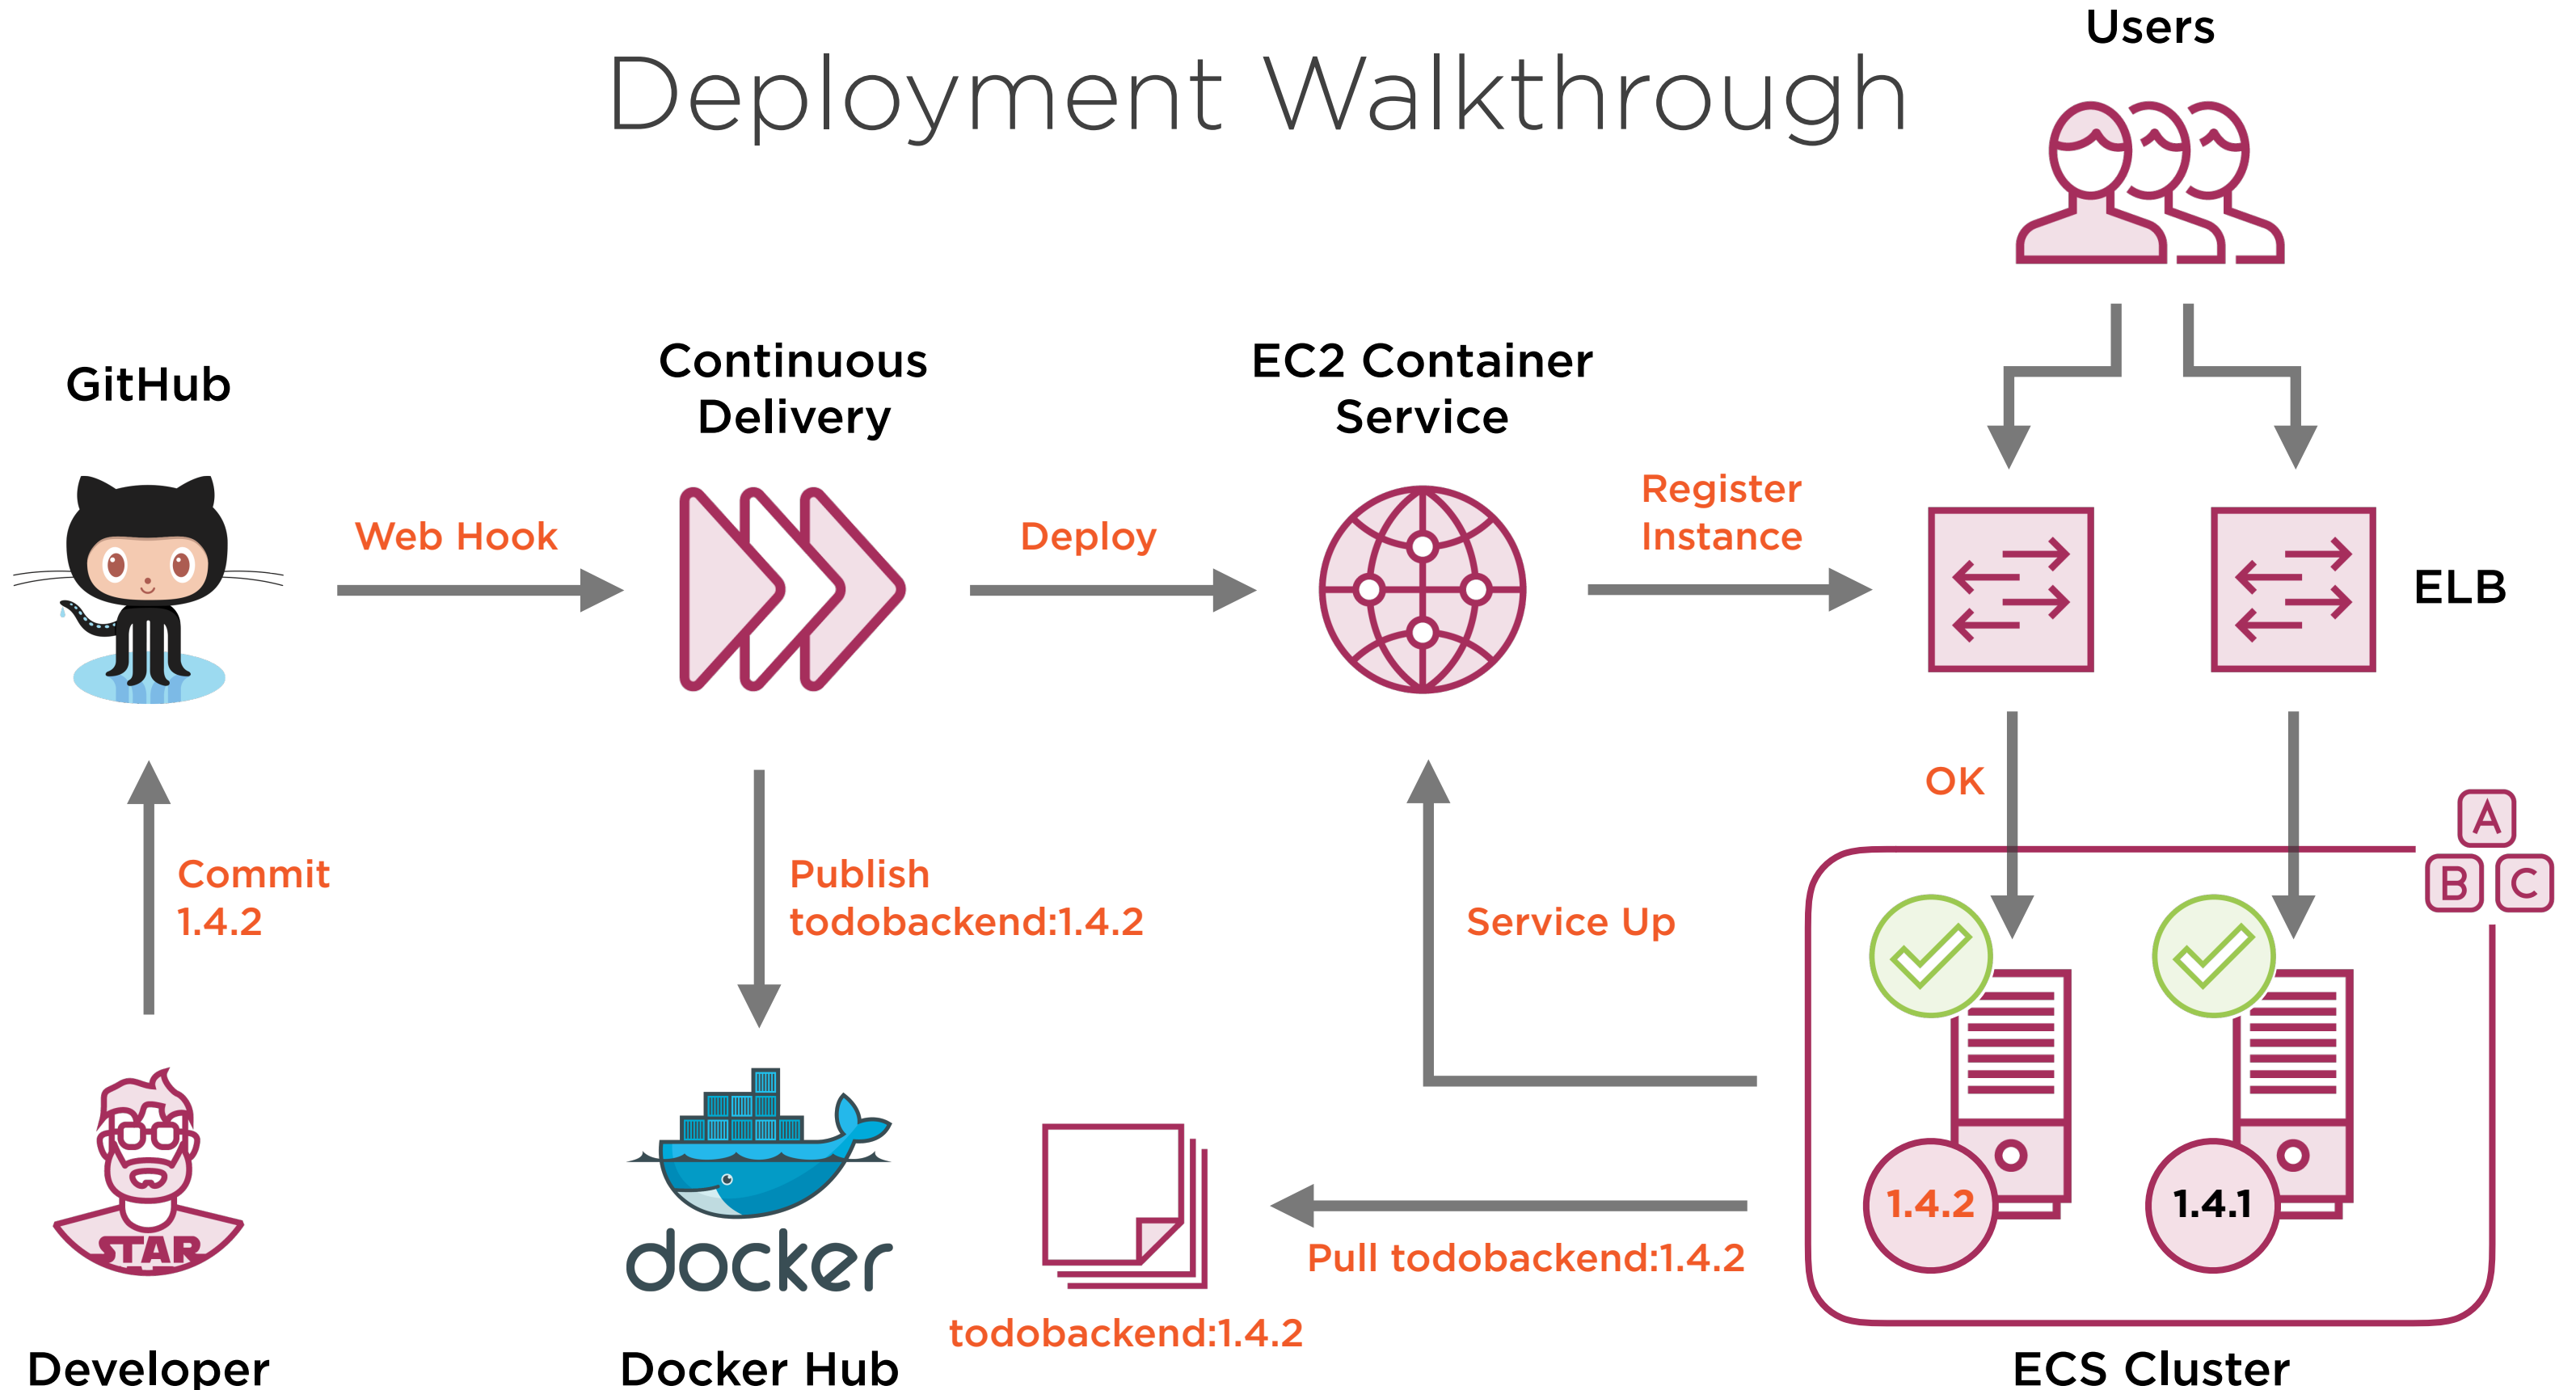 Users
Deployment Walkthrough
GitHub
Continuous
Delivery
EC2 Container
Service
Web Hook
Deploy
Register
Instance
ELB
OK
A
B
C
Commit
1.4.2
Publish
todobackend:1.4.2
Service Up
STAR
docker
1.4.2
1.4.1
Pull todobackend:1.4.2
todobackend:1.4.2
Developer
Docker Hub
ECS Cluster